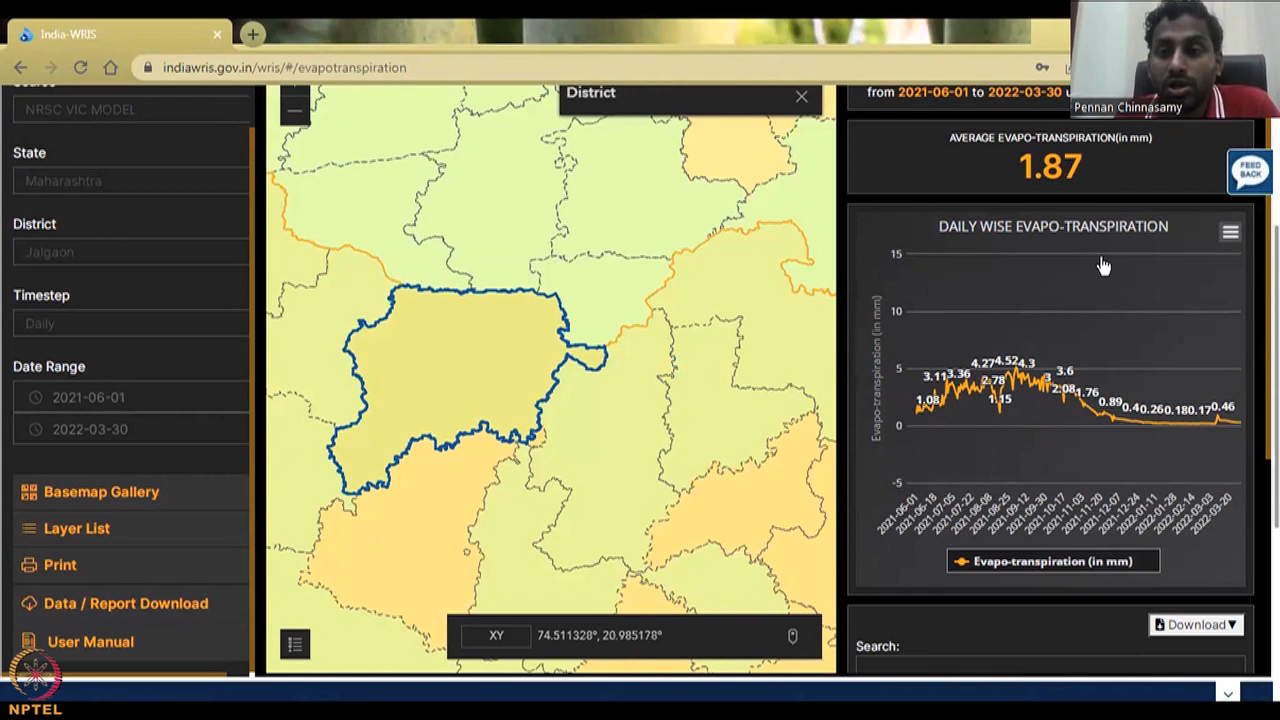 India-WRIS
indiawris.gov.in/wris/#/evapotranspiration
Pennan Chinnasamy
NRSC VIC MODEL
State
Maharashtra
District
Jalgaon
Timestep
Daily
Date Range
2021-06-01
2022-03-30
Basemap Gallery
Layer List
Print
Data / Report Download
User Manual
NPTEL
District
XY 74.511328°, 20.985178°
from 2021-06-01 to 2022-03-30
AVERAGE EVAPO-TRANSPIRATION(in mm)
1.87
FEED
BACK
DAILY WISE EVAPO-TRANSPIRATION
Evapo-transpiration (in mm)
15
10
5
0
-5
1.08 3.11 3.36 4.27 2.78 1.15 4.52 4.3 3 3.6 2.08 1.76 0.89 0.4 0.26 0.18 0.17 0.46
2021-06-01 2021-06-18 2021-07-05 2021-07-22 2021-08-08 2021-08-25 2021-09-12 2021-09-30 2021-10-17 2021-11-03 2021-11-20 2021-12-07 2021-12-24 2022-01-11 2022-01-28 2022-02-14 2022-03-03 2022-03-20
Evapo-transpiration (in mm)
Download▼
Search: